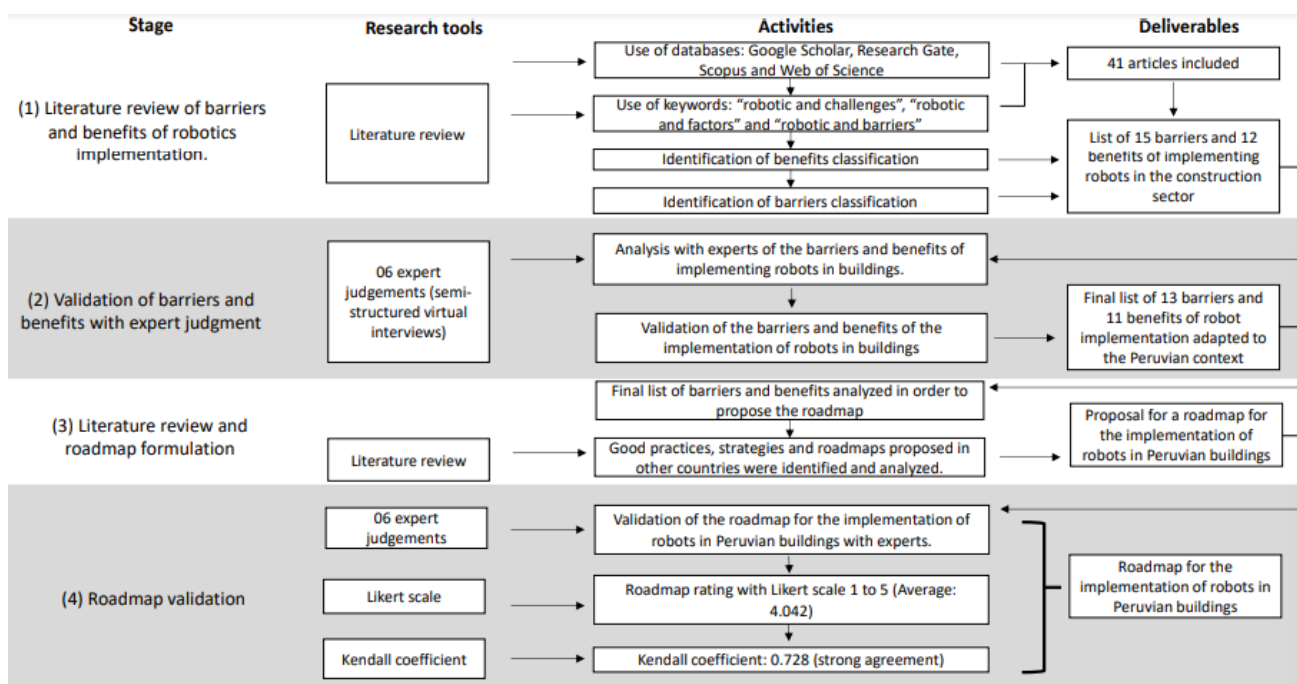 Stage
Research tools
Activities
Deliverables
(1) Literature review of barriers
and benefits of robotics
implementation.
Literature review
Use of databases: Google Scholar, Research Gate,
Scopus and Web of Science
Use of keywords: “robotic and challenges”, “robotic
and factors” and “robotic and barriers”
Identification of benefits classification
Identification of barriers classification
41 articles included
List of 15 barriers and 12
benefits of implementing
robots in the construction
sector
(2) Validation of barriers and
benefits with expert judgment
06 expert
judgements (semi-
structured virtual
interviews)
Analysis with experts of the barriers and benefits of
implementing robots in buildings.
Validation of the barriers and benefits of the
implementation of robots in buildings
Final list of 13 barriers and
11 benefits of robot
implementation adapted to
the Peruvian context
(3) Literature review and
roadmap formulation
Literature review
Final list of barriers and benefits analyzed in order to
propose the roadmap
Good practices, strategies and roadmaps proposed in
other countries were identified and analyzed.
Proposal for a roadmap for
the implementation of
robots in Peruvian buildings
(4) Roadmap validation
06 expert
judgements
Likert scale
Kendall coefficient
Validation of the roadmap for the implementation of
robots in Peruvian buildings with experts.
Roadmap rating with Likert scale 1 to 5 (Average:
4.042)
Kendall coefficient: 0.728 (strong agreement)
Roadmap for the
implementation of robots in
Peruvian buildings